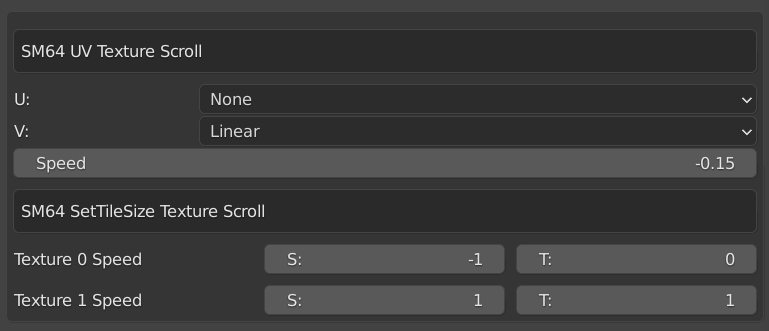 SM64 UV Texture Scroll
U: None
V: Linear
Speed -0.15
SM64 SetTileSize Texture Scroll
Texture 0 Speed S: -1 T: 0
Texture 1 Speed S: 1 T: 1